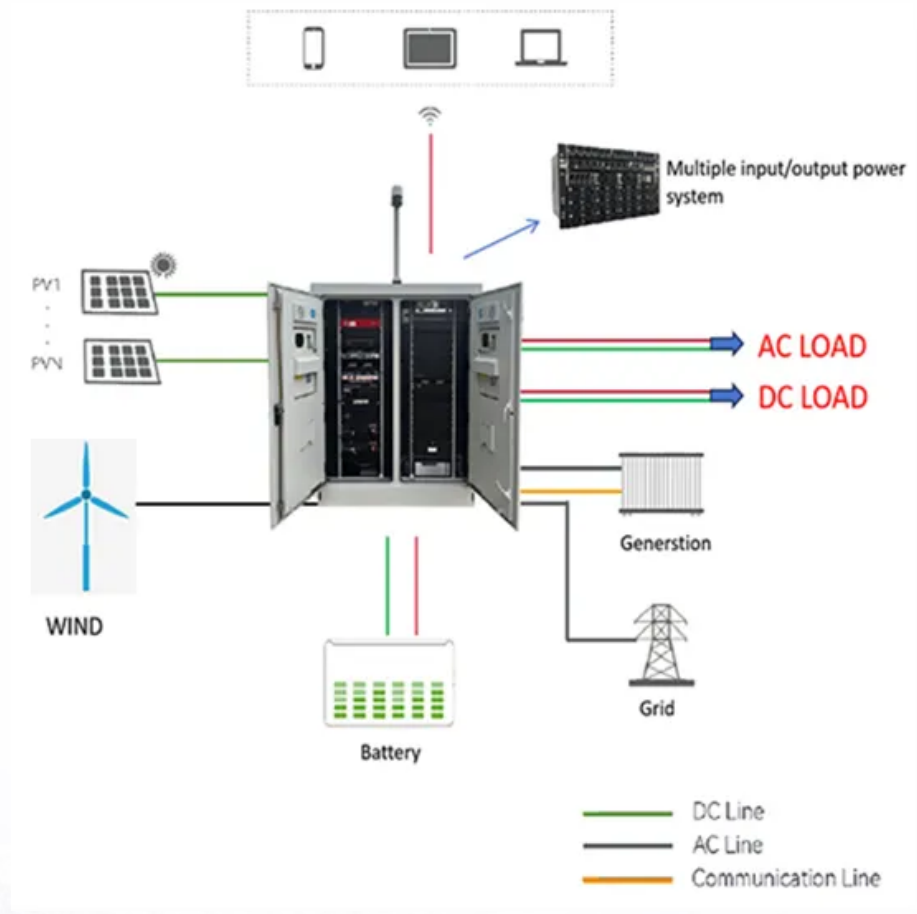 Multiple input/output power
system
PV1
PVN
AC LOAD
DC LOAD
Generstion
WIND
Grid
Battery
DC Line
AC Line
Communication Line